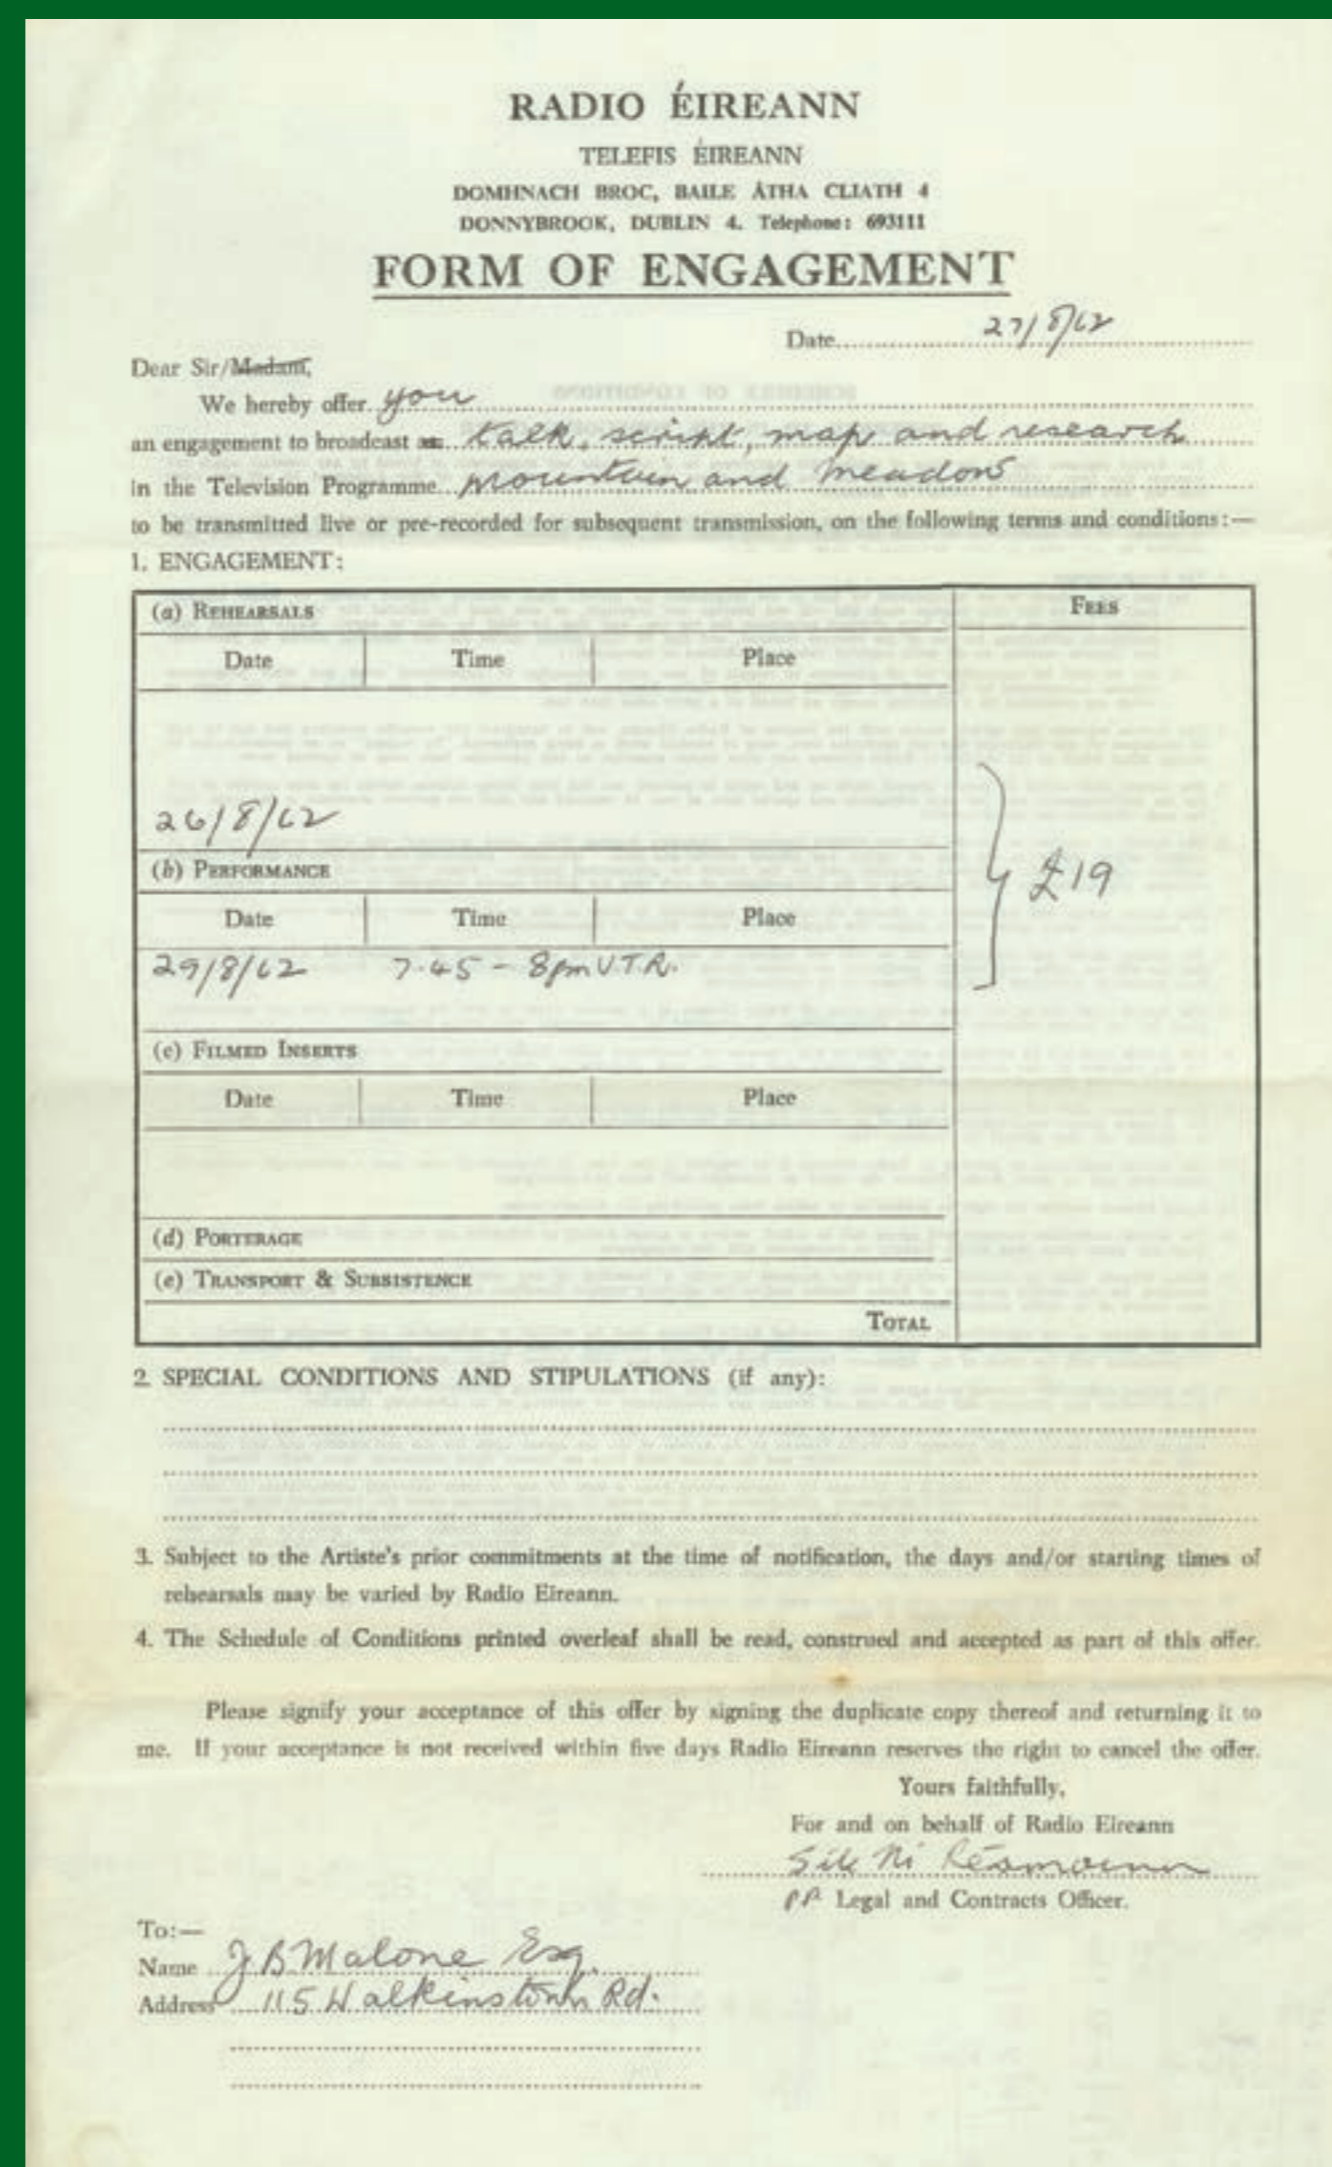 RADIO ÉIREANN
TELEFIS ÉIREANN
DOMHNACH BROC, BAILE ÁTHA CLIATH 4
DONNYBROOK, DUBLIN 4. Telephone: 693111
FORM OF ENGAGEMENT
Date 27/8/62
Dear Sir/Madam,
We hereby offer you
an engagement to broadcast as talk, script, map and research
in the Television Programme mountain and meadow
to be transmitted live or pre-recorded for subsequent transmission, on the following terms and conditions:—
1. ENGAGEMENT:
(a) REHEARSALS FEES
Date Time Place
26/8/62
(b) PERFORMANCE
£19
Date Time Place
29/8/62 7.45 - 8pm VTR.
(c) FILMED INSERTS
Date Time Place
(d) PORTERAGE
(e) TRANSPORT & SUBSISTENCE
TOTAL
2. SPECIAL CONDITIONS AND STIPULATIONS (if any):
3. Subject to the Artiste's prior commitments at the time of notification, the days and/or starting times of
rehearsals may be varied by Radio Eireann.
4. The Schedule of Conditions printed overleaf shall be read, construed and accepted as part of this offer.
Please signify your acceptance of this offer by signing the duplicate copy thereof and returning it to
me. If your acceptance is not received within five days Radio Eireann reserves the right to cancel the offer.
Yours faithfully,
For and on behalf of Radio Eireann
Síle Ní
PP Legal and Contracts Officer.
To:—
Name J B Malone Esq.
Address 115 Walkinstown Rd.